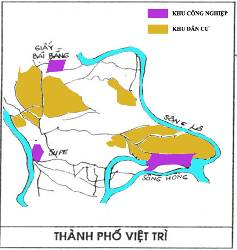 KHU CÔNG NGHIỆP
KHU DÂN CƯ
GIẤY
BÃI BẰNG
SÔNG LÔ
SUPE
SÔNG HỒNG
THÀNH PHỐ VIỆT TRÌ